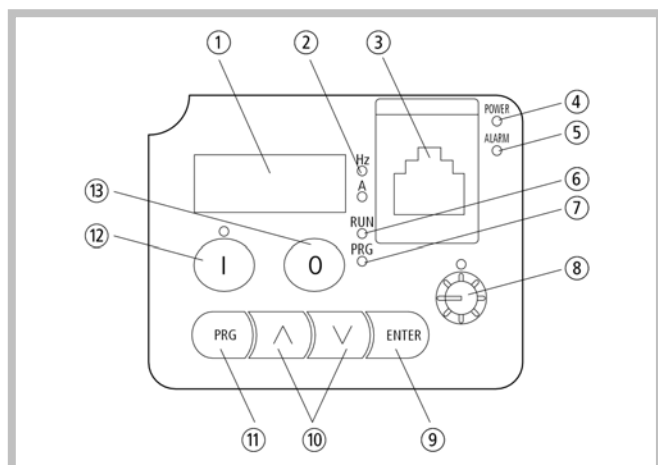 ① ② ③
POWER ④
ALARM ⑤
Hz
A
⑬ RUN ⑥
PRG ⑦
⑫ I 0 ⑧
PRG ∧ ∨ ENTER
⑪ ⑩ ⑨